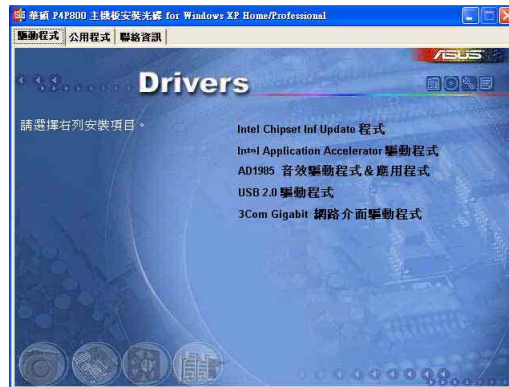 華碩 P4P800 主機板安裝光碟 for Windows XP Home/Professional
驅動程式 公用程式 聯絡資訊
/SUS
Drivers
請選擇右列安裝項目。
Intel Chipset Inf Update 程式
Intel Application Accelerator 驅動程式
AD1985 音效驅動程式 & 應用程式
USB 2.0 驅動程式
3Com Gigabit 網路介面驅動程式